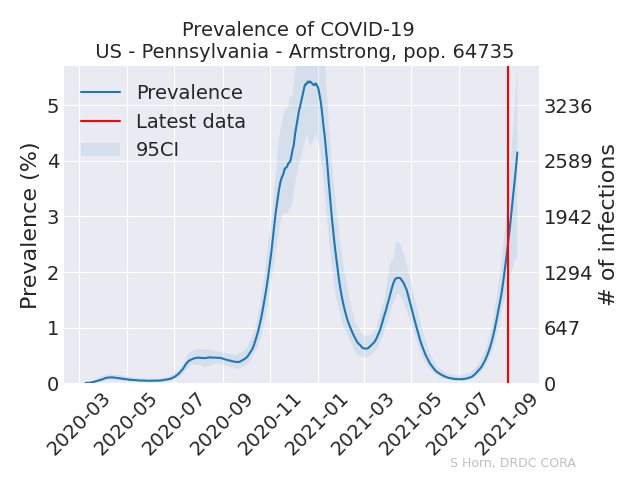 Prevalence of COVID-19
US - Pennsylvania - Armstrong, pop. 64735
Prevalence
Latest data
95CI
Prevalence (%)
5
4
3
2
1
0
3236
2589
1942
1294
647
0
# of infections
2020-03
2020-05
2020-07
2020-09
2020-11
2021-01
2021-03
2021-05
2021-07
2021-09
S Horn, DRDC CORA